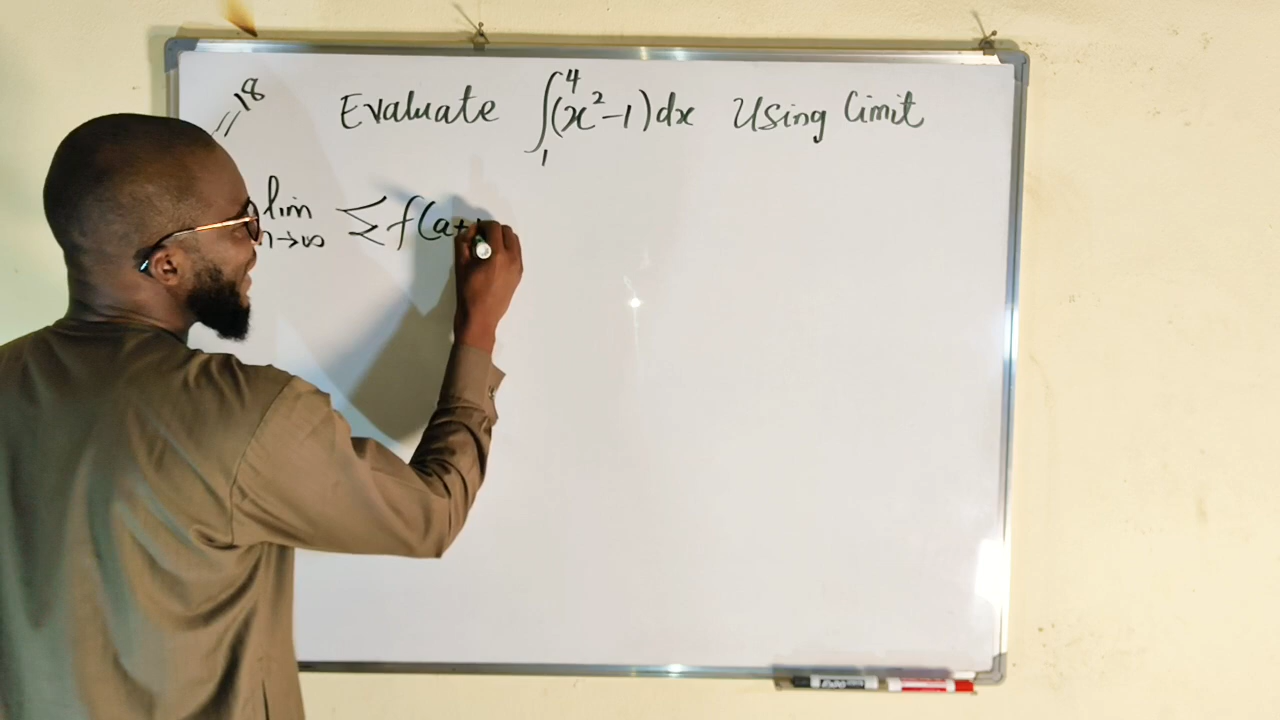 Evaluate ∫₁⁴(x²-1)dx Using limit
=18
lim Σ f(a+
n→∞